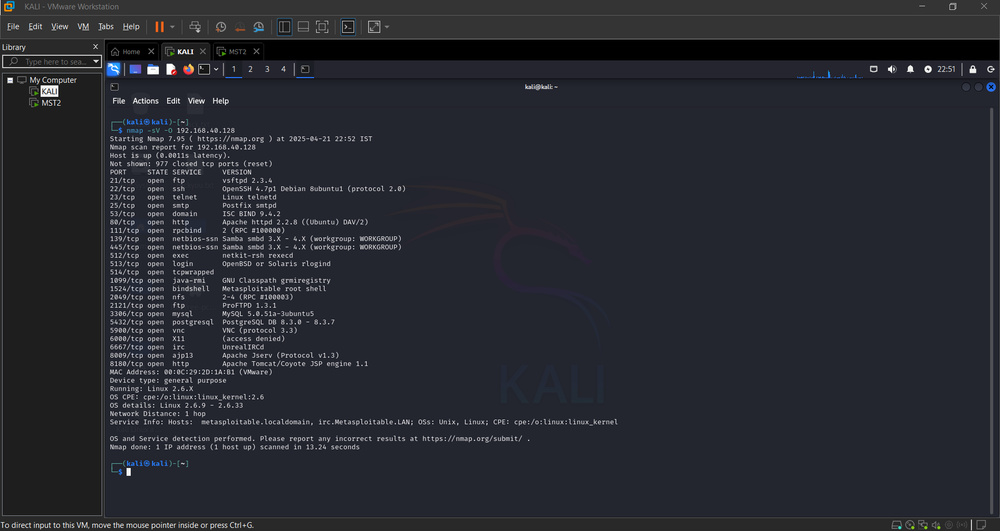 KALI - VMware Workstation
File Edit View VM Tabs Help
Library
Type here to sea...
My Computer
KALI
MST2
Home KALI MST2
1 2 3 4
22:51
kali@kali: ~
File Actions Edit View Help
┌──(kali㉿kali)-[~]
└─$ nmap -sV -O 192.168.40.128
Starting Nmap 7.95 ( https://nmap.org ) at 2025-04-21 22:52 IST
Nmap scan report for 192.168.40.128
Host is up (0.0011s latency).
Not shown: 977 closed tcp ports (reset)
PORT     STATE SERVICE     VERSION
21/tcp   open  ftp         vsftpd 2.3.4
22/tcp   open  ssh         OpenSSH 4.7p1 Debian 8ubuntu1 (protocol 2.0)
23/tcp   open  telnet      Linux telnetd
25/tcp   open  smtp        Postfix smtpd
53/tcp   open  domain      ISC BIND 9.4.2
80/tcp   open  http        Apache httpd 2.2.8 ((Ubuntu) DAV/2)
111/tcp  open  rpcbind     2 (RPC #100000)
139/tcp  open  netbios-ssn Samba smbd 3.X - 4.X (workgroup: WORKGROUP)
445/tcp  open  netbios-ssn Samba smbd 3.X - 4.X (workgroup: WORKGROUP)
512/tcp  open  exec        netkit-rsh rexecd
513/tcp  open  login       OpenBSD or Solaris rlogind
514/tcp  open  tcpwrapped
1099/tcp open  java-rmi    GNU Classpath grmiregistry
1524/tcp open  bindshell   Metasploitable root shell
2049/tcp open  nfs         2-4 (RPC #100003)
2121/tcp open  ftp         ProFTPD 1.3.1
3306/tcp open  mysql       MySQL 5.0.51a-3ubuntu5
5432/tcp open  postgresql  PostgreSQL DB 8.3.0 - 8.3.7
5900/tcp open  vnc         VNC (protocol 3.3)
6000/tcp open  X11         (access denied)
6667/tcp open  irc         UnrealIRCd
8009/tcp open  ajp13       Apache Jserv (Protocol v1.3)
8180/tcp open  http        Apache Tomcat/Coyote JSP engine 1.1
MAC Address: 00:0C:29:2D:1A:B1 (VMware)
Device type: general purpose
Running: Linux 2.6.X
OS CPE: cpe:/o:linux:linux_kernel:2.6
OS details: Linux 2.6.9 - 2.6.33
Network Distance: 1 hop
Service Info: Hosts:  metasploitable.localdomain, irc.Metasploitable.LAN; OSs: Unix, Linux; CPE: cpe:/o:linux:linux_kernel
OS and Service detection performed. Please report any incorrect results at https://nmap.org/submit/ .
Nmap done: 1 IP address (1 host up) scanned in 13.24 seconds
┌──(kali㉿kali)-[~]
└─$
KALI
To direct input to this VM, move the mouse pointer inside or press Ctrl+G.